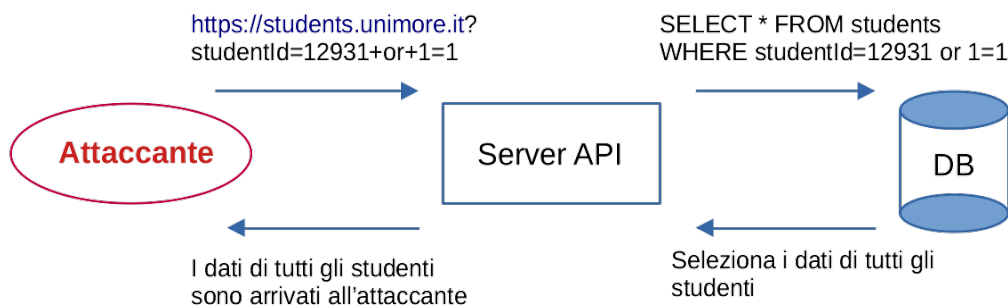 https://students.unimore.it?
studentId=12931+or+1=1
SELECT * FROM students
WHERE studentId=12931 or 1=1
Attaccante
Server API
DB
I dati di tutti gli studenti
sono arrivati all'attaccante
Seleziona i dati di tutti gli
studenti